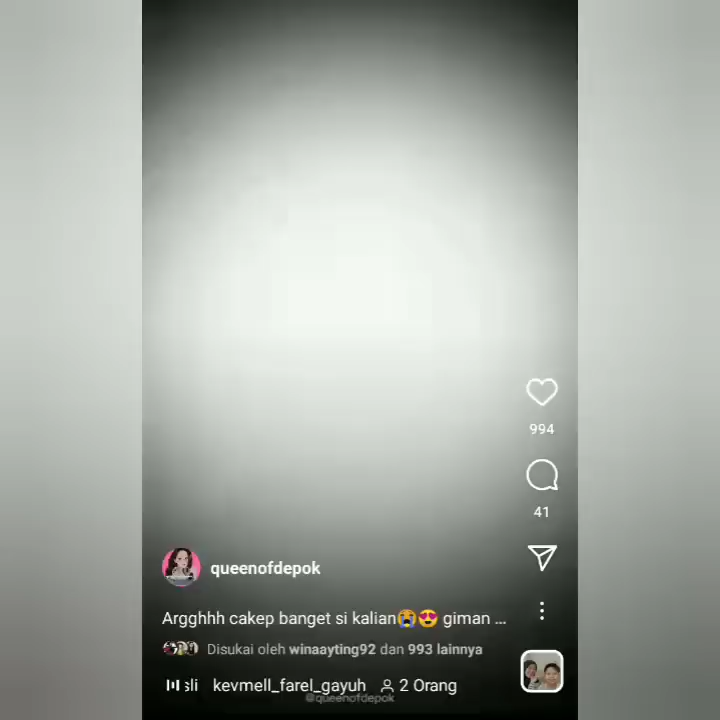 994
41
queenofdepok
Argghhh cakep banget si kalian😭😍 giman ...
Disukai oleh winaayting92 dan 993 lainnya
sli kevmell_farel_gayuh 2 Orang
@queenofdepok